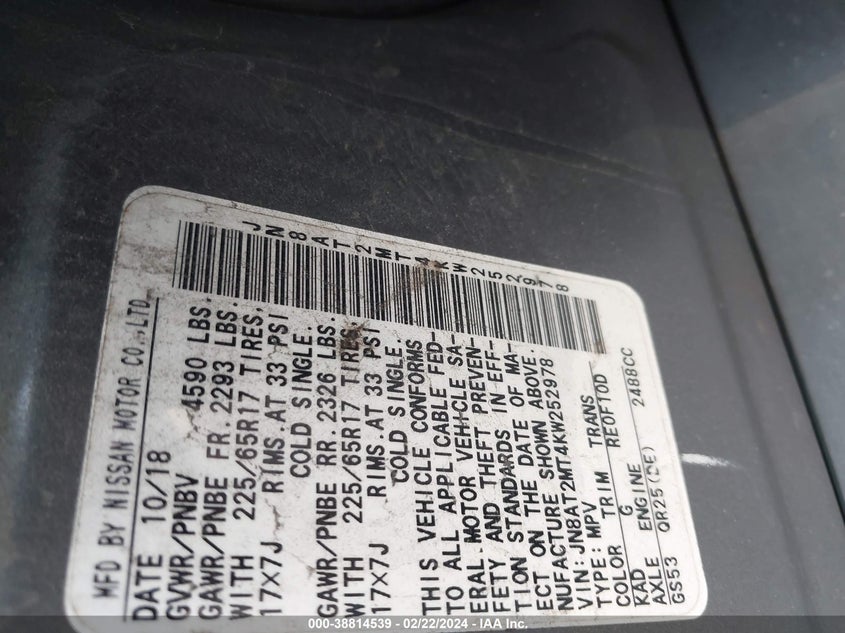 MFD BY NISSAN MOTOR CO.,LTD.
DATE 10/18
GVWR/PNBV 4590 LBS.
GAWR/PNBE FR.2293 LBS.
WITH 225/65R17 TIRES,
17X7J RIMS.AT 33 PSI
COLD SINGLE.
GAWR/PNBE RR.2326 LBS.
WITH 225/65R17 TIRES,
17X7J RIMS.AT 33 PSI
COLD SINGLE.
THIS VEHICLE CONFORMS
TO ALL APPLICABLE FED-
ERAL MOTOR VEHICLE SA-
FETY AND THEFT PREVEN-
TION STANDARDS IN EFF-
ECT ON THE DATE OF MA-
NUFACTURE SHOWN ABOVE.
VIN:JN8AT2MT4KW252978
TYPE:MPV
COLOR TRIM TRANS
KAD G RE0F10D
AXLE ENGINE
GS53 QR25(DE) 2488CC
JN8AT2MT4KW252978
000-38814539 - 02/22/2024 - IAA Inc.